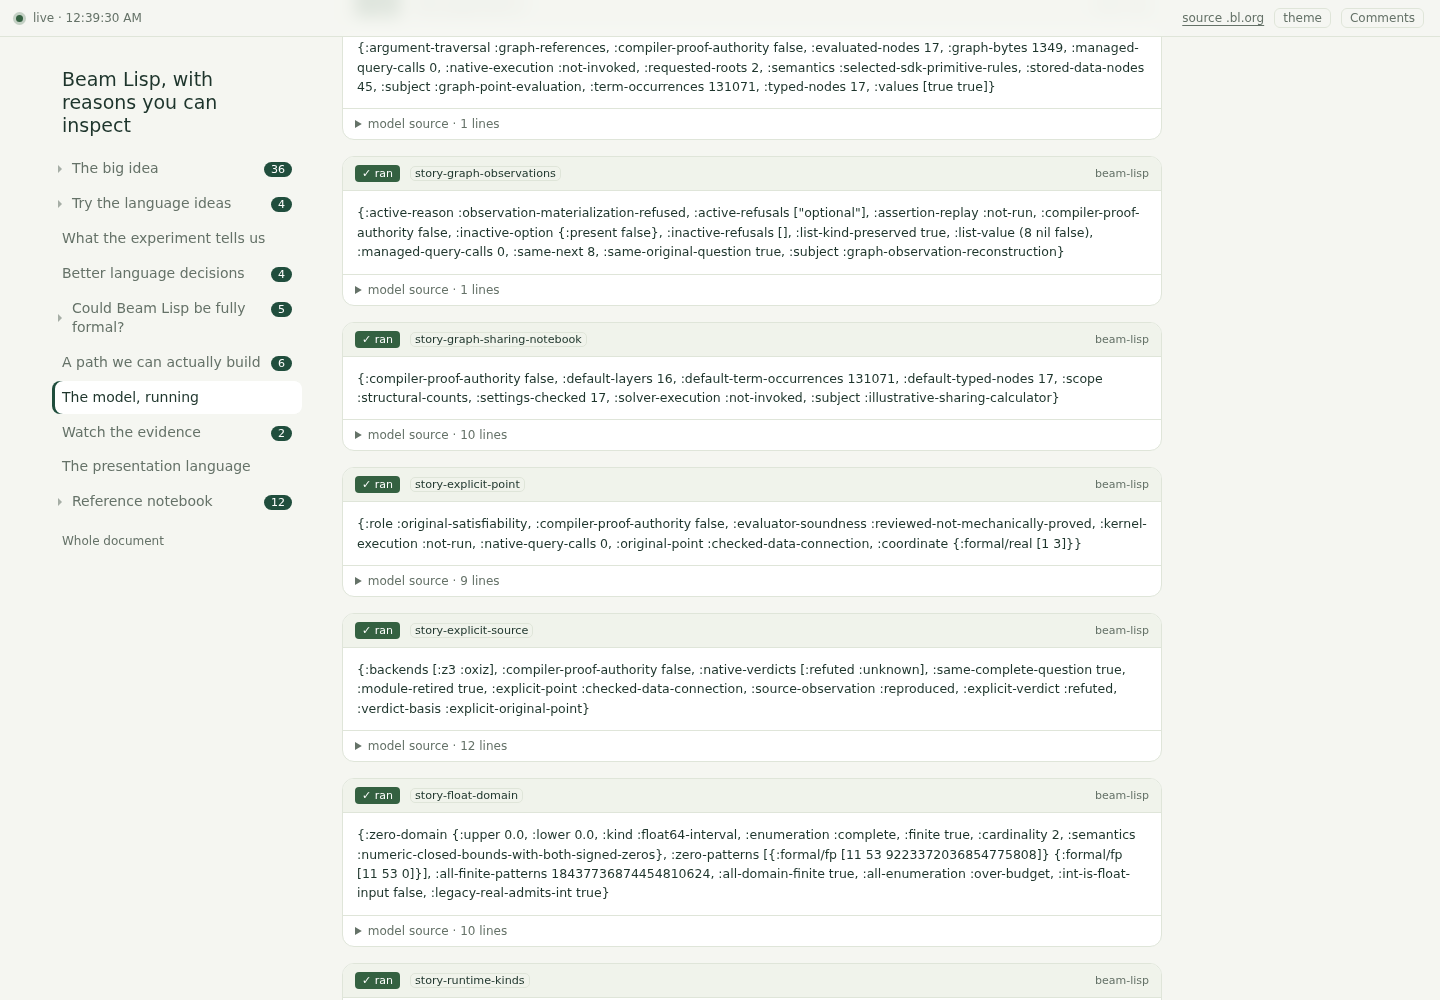 live · 12:39:30 AM
source .bl.org
theme
Comments
Beam Lisp, with
reasons you can
inspect
The big idea 36
Try the language ideas 4
What the experiment tells us
Better language decisions 4
Could Beam Lisp be fully
formal? 5
A path we can actually build 6
The model, running
Watch the evidence 2
The presentation language
Reference notebook 12
Whole document
{:argument-traversal :graph-references, :compiler-proof-authority false, :evaluated-nodes 17, :graph-bytes 1349, :managed-
query-calls 0, :native-execution :not-invoked, :requested-roots 2, :semantics :selected-sdk-primitive-rules, :stored-data-nodes
45, :subject :graph-point-evaluation, :term-occurrences 131071, :typed-nodes 17, :values [true true]}
model source · 1 lines
✓ ran story-graph-observations beam-lisp
{:active-reason :observation-materialization-refused, :active-refusals ["optional"], :assertion-replay :not-run, :compiler-proof-
authority false, :inactive-option {:present false}, :inactive-refusals [], :list-kind-preserved true, :list-value (8 nil false),
:managed-query-calls 0, :same-next 8, :same-original-question true, :subject :graph-observation-reconstruction}
model source · 1 lines
✓ ran story-graph-sharing-notebook beam-lisp
{:compiler-proof-authority false, :default-layers 16, :default-term-occurrences 131071, :default-typed-nodes 17, :scope
:structural-counts, :settings-checked 17, :solver-execution :not-invoked, :subject :illustrative-sharing-calculator}
model source · 10 lines
✓ ran story-explicit-point beam-lisp
{:role :original-satisfiability, :compiler-proof-authority false, :evaluator-soundness :reviewed-not-mechanically-proved, :kernel-
execution :not-run, :native-query-calls 0, :original-point :checked-data-connection, :coordinate {:formal/real [1 3]}}
model source · 9 lines
✓ ran story-explicit-source beam-lisp
{:backends [:z3 :oxiz], :compiler-proof-authority false, :native-verdicts [:refuted :unknown], :same-complete-question true,
:module-retired true, :explicit-point :checked-data-connection, :source-observation :reproduced, :explicit-verdict :refuted,
:verdict-basis :explicit-original-point}
model source · 12 lines
✓ ran story-float-domain beam-lisp
{:zero-domain {:upper 0.0, :lower 0.0, :kind :float64-interval, :enumeration :complete, :finite true, :cardinality 2, :semantics
:numeric-closed-bounds-with-both-signed-zeros}, :zero-patterns [{:formal/fp [11 53 9223372036854775808]} {:formal/fp
[11 53 0]}], :all-finite-patterns 18437736874454810624, :all-domain-finite true, :all-enumeration :over-budget, :int-is-float-
input false, :legacy-real-admits-int true}
model source · 10 lines
✓ ran story-runtime-kinds beam-lisp